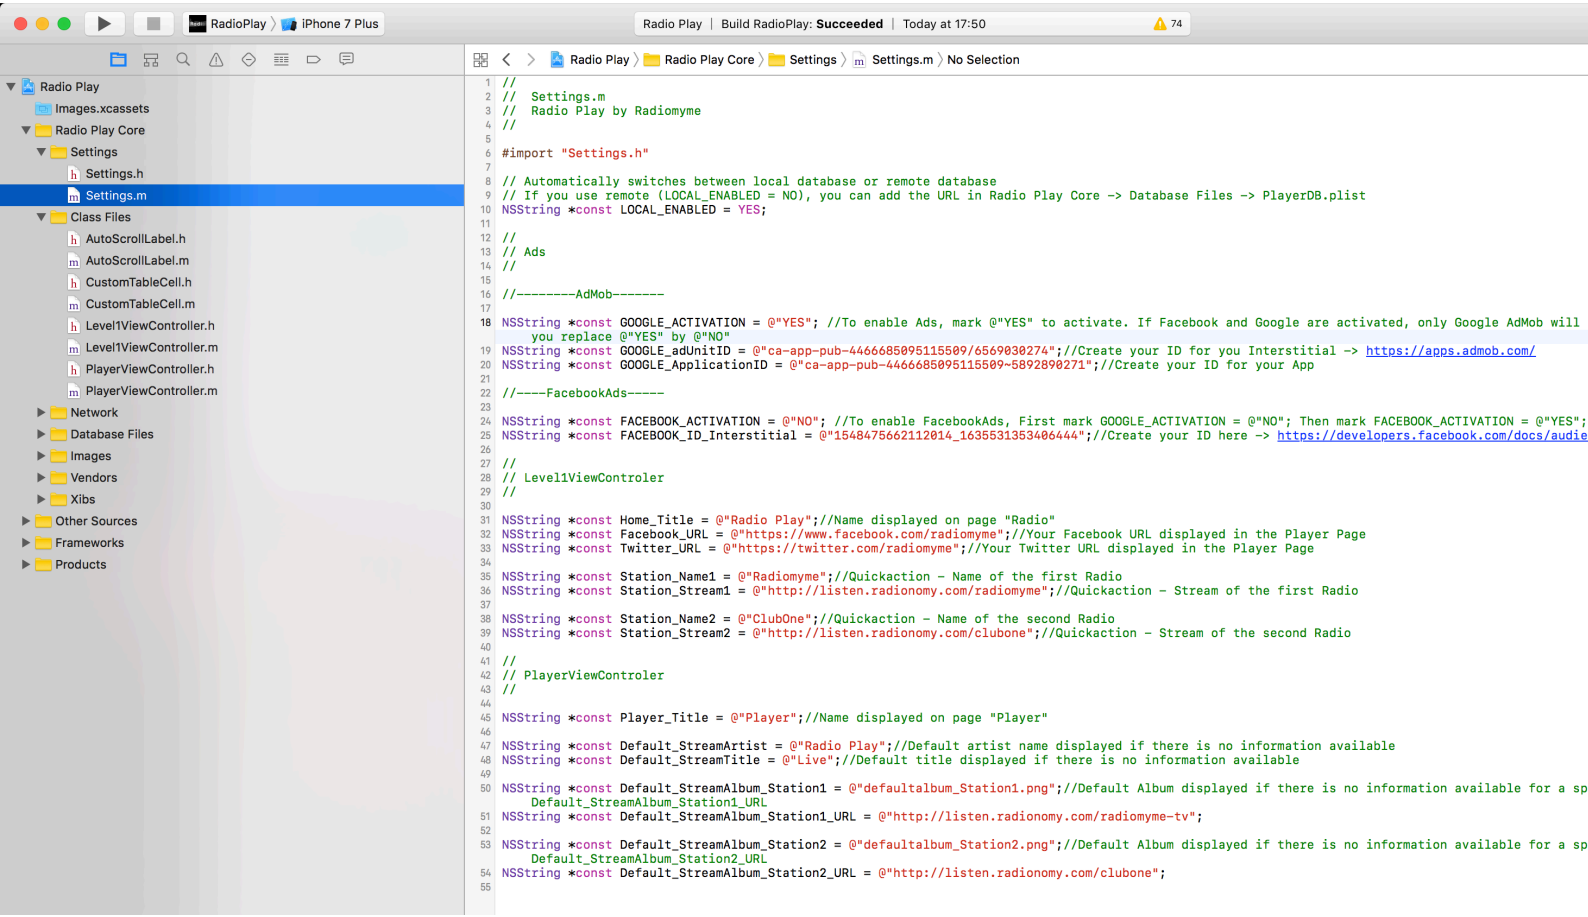 RadioPlay iPhone 7 Plus
Radio Play | Build RadioPlay: Succeeded | Today at 17:50
74
Radio Play Radio Play Core Settings m Settings.m No Selection
Radio Play
Images.xcassets
Radio Play Core
Settings
h Settings.h
m Settings.m
Class Files
h AutoScrollLabel.h
m AutoScrollLabel.m
h CustomTableCell.h
m CustomTableCell.m
h Level1ViewController.h
m Level1ViewController.m
h PlayerViewController.h
m PlayerViewController.m
Network
Database Files
Images
Vendors
Xibs
Other Sources
Frameworks
Products
1 //
2 // Settings.m
3 // Radio Play by Radiomyme
4 //
5
6 #import "Settings.h"
7
8 // Automatically switches between local database or remote database
9 // If you use remote (LOCAL_ENABLED = NO), you can add the URL in Radio Play Core -> Database Files -> PlayerDB.plist
10 NSString *const LOCAL_ENABLED = YES;
11
12 //
13 // Ads
14 //
15
16 //--------AdMob-------
17
18 NSString *const GOOGLE_ACTIVATION = @"YES"; //To enable Ads, mark @"YES" to activate. If Facebook and Google are activated, only Google AdMob will
you replace @"YES" by @"NO"
19 NSString *const GOOGLE_adUnitID = @"ca-app-pub-4466685095115509/6569030274";//Create your ID for you Interstitial -> https://apps.admob.com/
20 NSString *const GOOGLE_ApplicationID = @"ca-app-pub-4466685095115509~5892890271";//Create your ID for your App
21
22 //----FacebookAds-----
23
24 NSString *const FACEBOOK_ACTIVATION = @"NO"; //To enable FacebookAds, First mark GOOGLE_ACTIVATION = @"NO"; Then mark FACEBOOK_ACTIVATION = @"YES";
25 NSString *const FACEBOOK_ID_Interstitial = @"1548475662112014_1635531353406444";//Create your ID here -> https://developers.facebook.com/docs/audie
26
27 //
28 // Level1ViewControler
29 //
30
31 NSString *const Home_Title = @"Radio Play";//Name displayed on page "Radio"
32 NSString *const Facebook_URL = @"https://www.facebook.com/radiomyme";//Your Facebook URL displayed in the Player Page
33 NSString *const Twitter_URL = @"https://twitter.com/radiomyme";//Your Twitter URL displayed in the Player Page
34
35 NSString *const Station_Name1 = @"Radiomyme";//Quickaction - Name of the first Radio
36 NSString *const Station_Stream1 = @"http://listen.radionomy.com/radiomyme";//Quickaction - Stream of the first Radio
37
38 NSString *const Station_Name2 = @"ClubOne";//Quickaction - Name of the second Radio
39 NSString *const Station_Stream2 = @"http://listen.radionomy.com/clubone";//Quickaction - Stream of the second Radio
40
41 //
42 // PlayerViewControler
43 //
44
45 NSString *const Player_Title = @"Player";//Name displayed on page "Player"
46
47 NSString *const Default_StreamArtist = @"Radio Play";//Default artist name displayed if there is no information available
48 NSString *const Default_StreamTitle = @"Live";//Default title displayed if there is no information available
49
50 NSString *const Default_StreamAlbum_Station1 = @"defaultalbum_Station1.png";//Default Album displayed if there is no information available for a sp
Default_StreamAlbum_Station1_URL
51 NSString *const Default_StreamAlbum_Station1_URL = @"http://listen.radionomy.com/radiomyme-tv";
52
53 NSString *const Default_StreamAlbum_Station2 = @"defaultalbum_Station2.png";//Default Album displayed if there is no information available for a sp
Default_StreamAlbum_Station2_URL
54 NSString *const Default_StreamAlbum_Station2_URL = @"http://listen.radionomy.com/clubone";
55